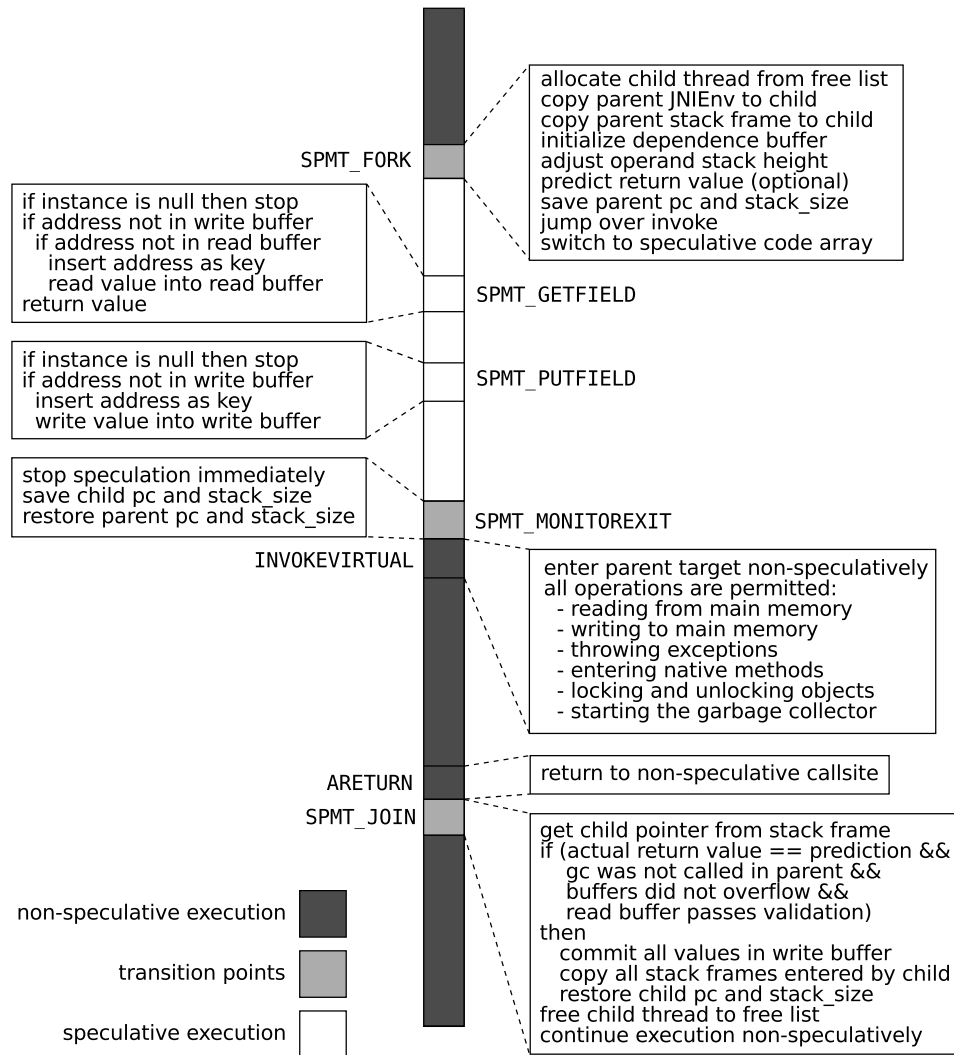 allocate child thread from free list
copy parent JNIEnv to child
copy parent stack frame to child
initialize dependence buffer
adjust operand stack height
predict return value (optional)
save parent pc and stack_size
jump over invoke
switch to speculative code array
SPMT_FORK
if instance is null then stop
if address not in write buffer
if address not in read buffer
insert address as key
read value into read buffer
return value
SPMT_GETFIELD
if instance is null then stop
if address not in write buffer
insert address as key
write value into write buffer
SPMT_PUTFIELD
stop speculation immediately
save child pc and stack_size
restore parent pc and stack_size
SPMT_MONITOREXIT
INVOKEVIRTUAL
enter parent target non-speculatively
all operations are permitted:
- reading from main memory
- writing to main memory
- throwing exceptions
- entering native methods
- locking and unlocking objects
- starting the garbage collector
ARETURN
return to non-speculative callsite
SPMT_JOIN
get child pointer from stack frame
if (actual return value == prediction &&
gc was not called in parent &&
buffers did not overflow &&
read buffer passes validation)
then
commit all values in write buffer
copy all stack frames entered by child
restore child pc and stack_size
free child thread to free list
continue execution non-speculatively
non-speculative execution
transition points
speculative execution